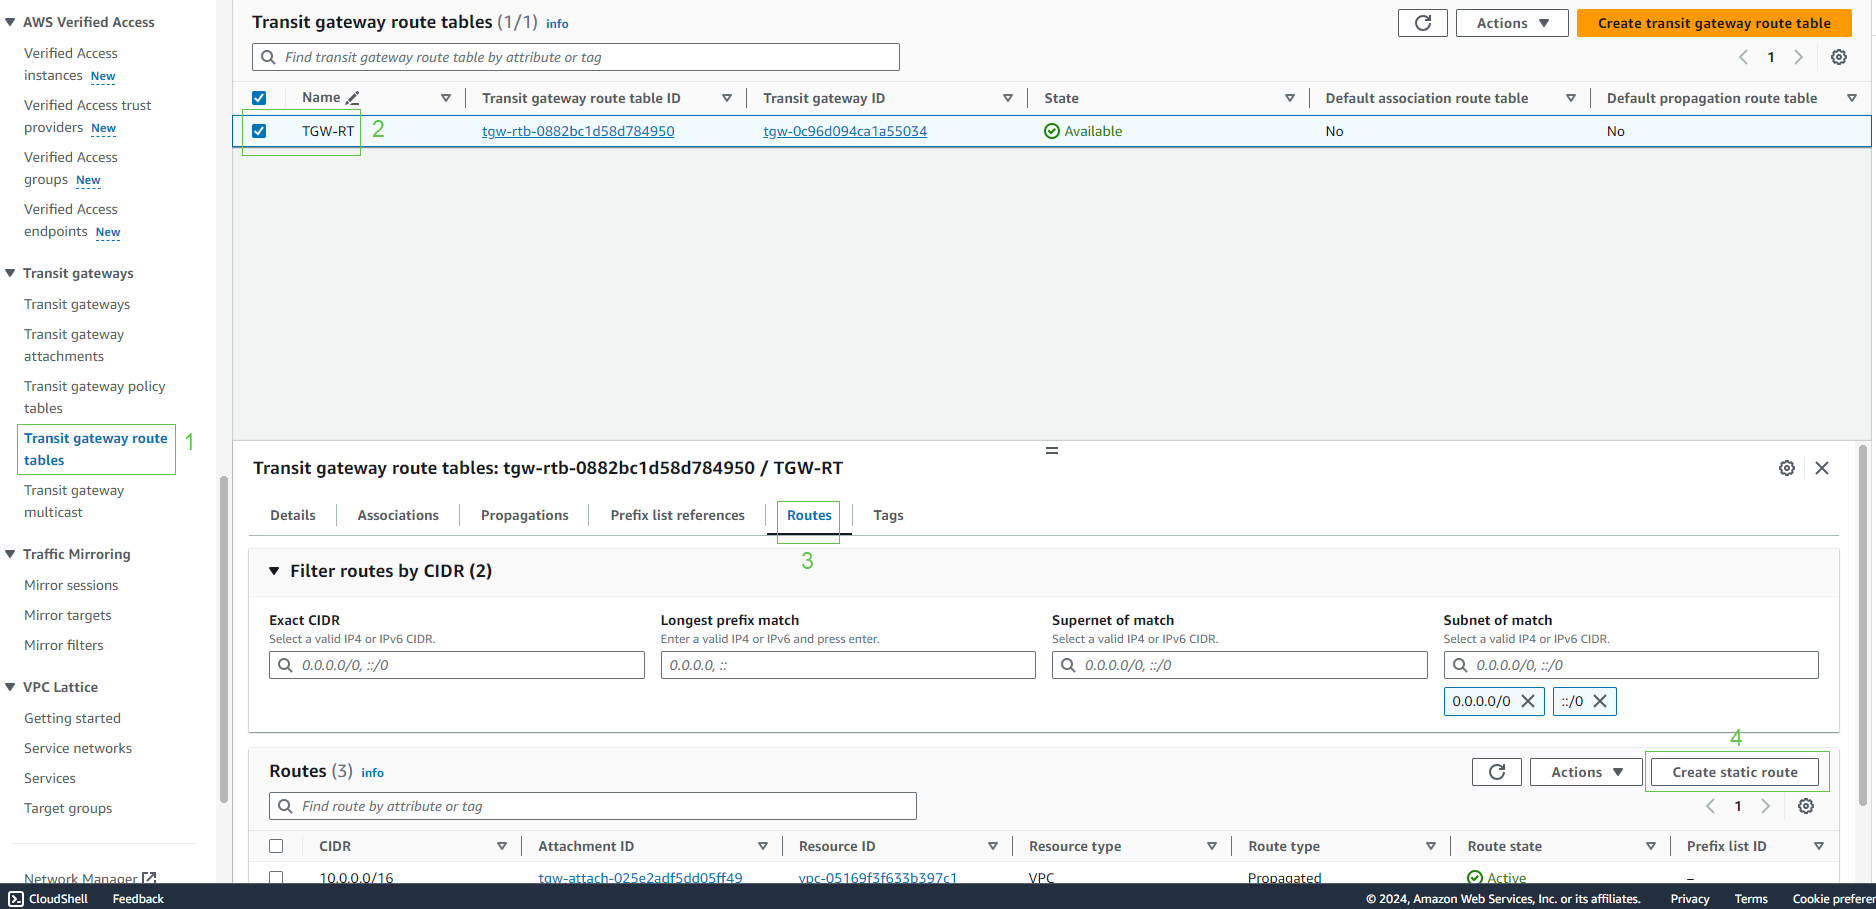 AWS Verified Access
Verified Access
instances New
Verified Access trust
providers New
Verified Access
groups New
Verified Access
endpoints New
Transit gateways
Transit gateways
Transit gateway
attachments
Transit gateway policy
tables
Transit gateway route
tables
1
Transit gateway
multicast
Traffic Mirroring
Mirror sessions
Mirror targets
Mirror filters
VPC Lattice
Getting started
Service networks
Services
Target groups
Network Manager
Transit gateway route tables (1/1) info
Actions
Create transit gateway route table
Find transit gateway route table by attribute or tag
1
Name Transit gateway route table ID Transit gateway ID State Default association route table Default propagation route table
TGW-RT 2 tgw-rtb-0882bc1d58d784950 tgw-0c96d094ca1a55034 Available No No
Transit gateway route tables: tgw-rtb-0882bc1d58d784950 / TGW-RT
Details Associations Propagations Prefix list references Routes Tags
3
Filter routes by CIDR (2)
Exact CIDR
Select a valid IP4 or IPv6 CIDR.
0.0.0.0/0, ::/0
Longest prefix match
Enter a valid IP4 or IPv6 and press enter.
0.0.0.0, ::
Supernet of match
Select a valid IP4 or IPv6 CIDR.
0.0.0.0/0, ::/0
Subnet of match
Select a valid IP4 or IPv6 CIDR.
0.0.0.0/0, ::/0
0.0.0.0/0 ::/0
4
Routes (3) info
Actions
Create static route
Find route by attribute or tag
1
CIDR Attachment ID Resource ID Resource type Route type Route state Prefix list ID
10.0.0.0/16 tgw-attach-025e2adf5dd05ff49 vpc-05169f3f633b397c1 VPC Propagated Active –
CloudShell Feedback © 2024, Amazon Web Services, Inc. or its affiliates. Privacy Terms Cookie preferen